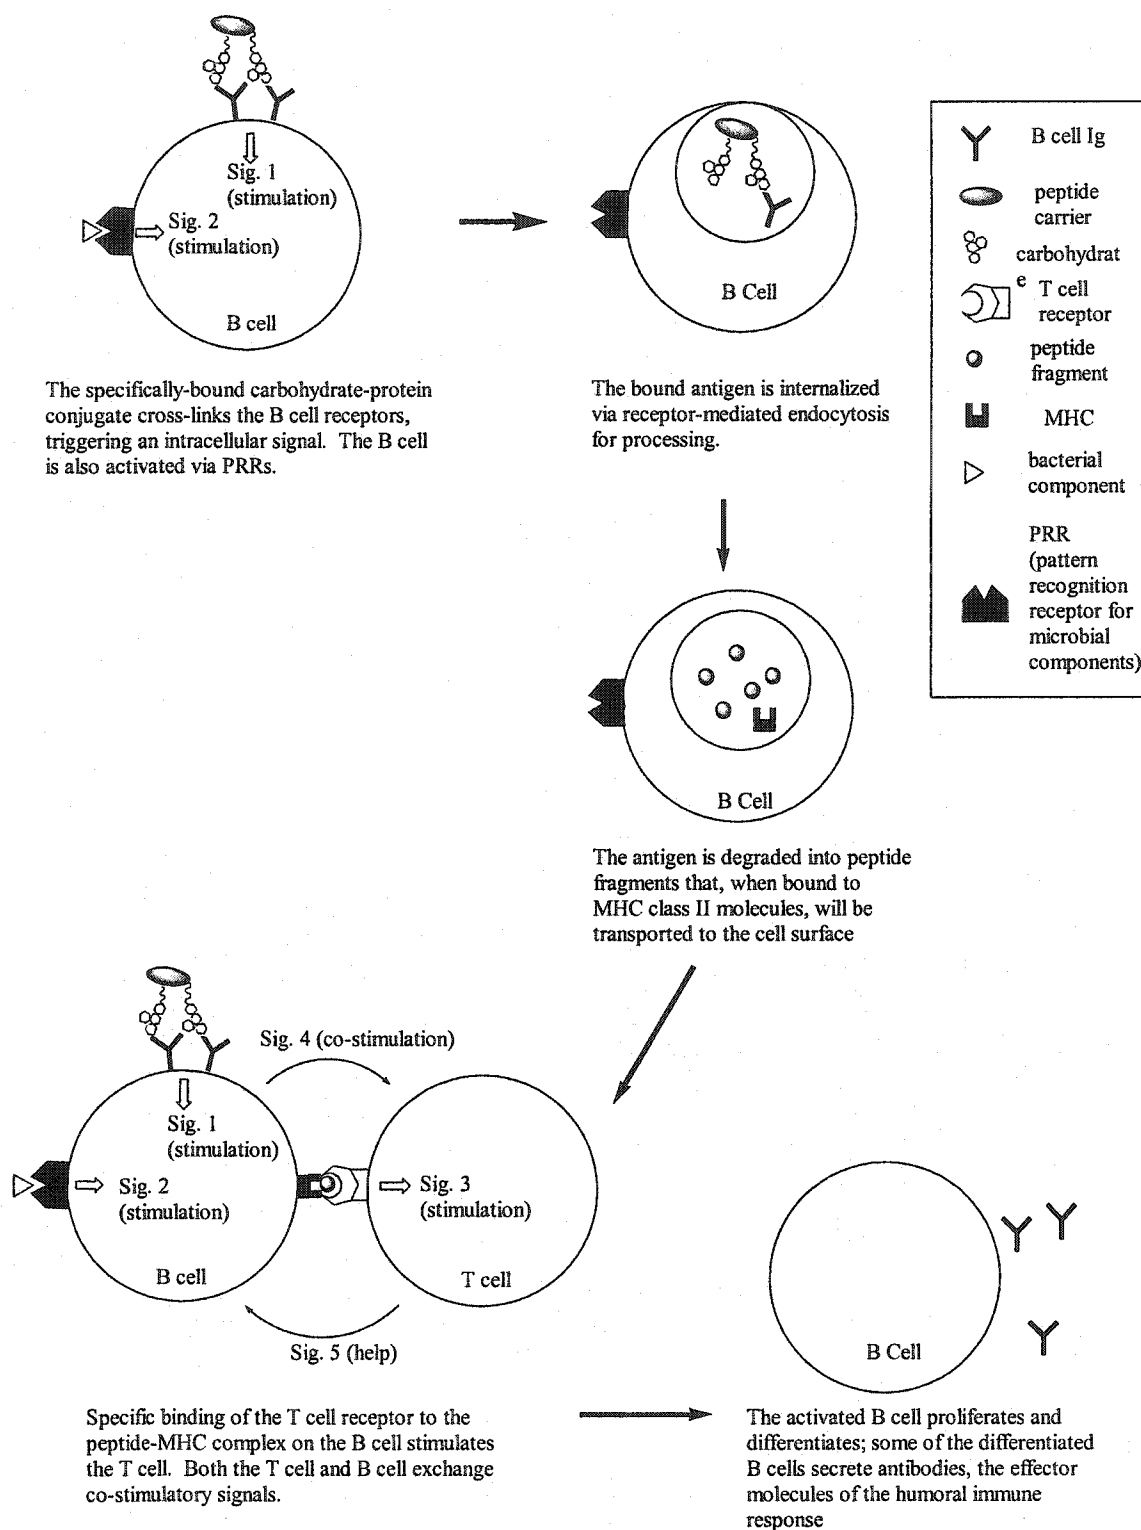 Sig. 1
(stimulation)
Sig. 2
(stimulation)
B cell
The specifically-bound carbohydrate-protein
conjugate cross-links the B cell receptors,
triggering an intracellular signal. The B cell
is also activated via PRRs.
B Cell
The bound antigen is internalized
via receptor-mediated endocytosis
for processing.
B cell Ig
peptide
carrier
carbohydrat
e
T cell
receptor
peptide
fragment
MHC
bacterial
component
PRR
(pattern
recognition
receptor for
microbial
components)
B Cell
The antigen is degraded into peptide
fragments that, when bound to
MHC class II molecules, will be
transported to the cell surface
Sig. 4 (co-stimulation)
Sig. 1
(stimulation)
Sig. 2
(stimulation)
B cell
Sig. 3
(stimulation)
T cell
Sig. 5 (help)
Specific binding of the T cell receptor to the
peptide-MHC complex on the B cell stimulates
the T cell. Both the T cell and B cell exchange
co-stimulatory signals.
B Cell
The activated B cell proliferates and
differentiates; some of the differentiated
B cells secrete antibodies, the effector
molecules of the humoral immune
response